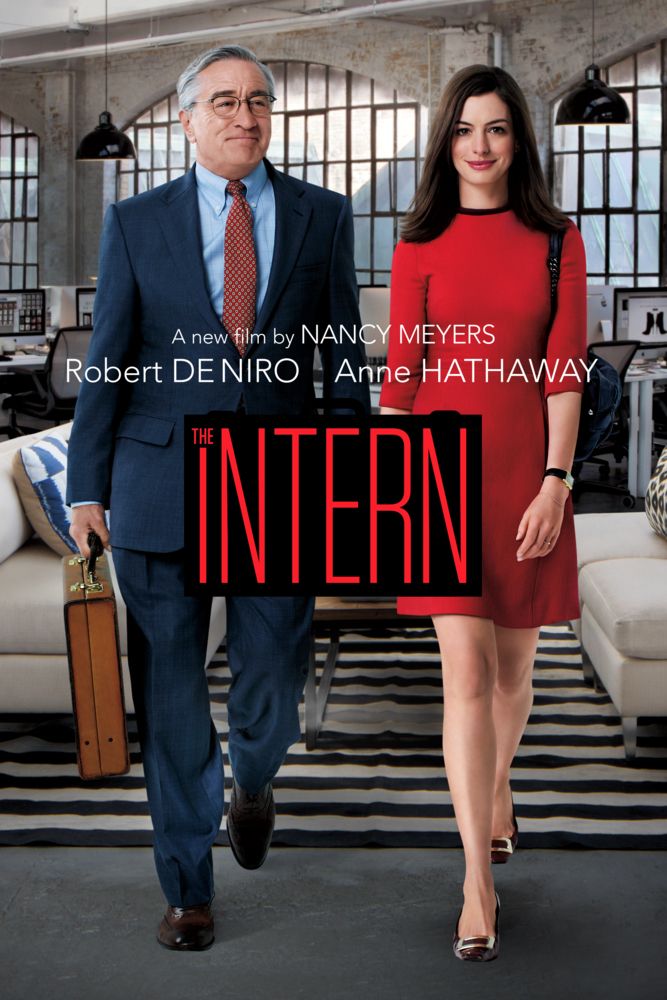 A new film by NANCY MEYERS
Robert DE NIRO Anne HATHAWAY
THE
INTERN